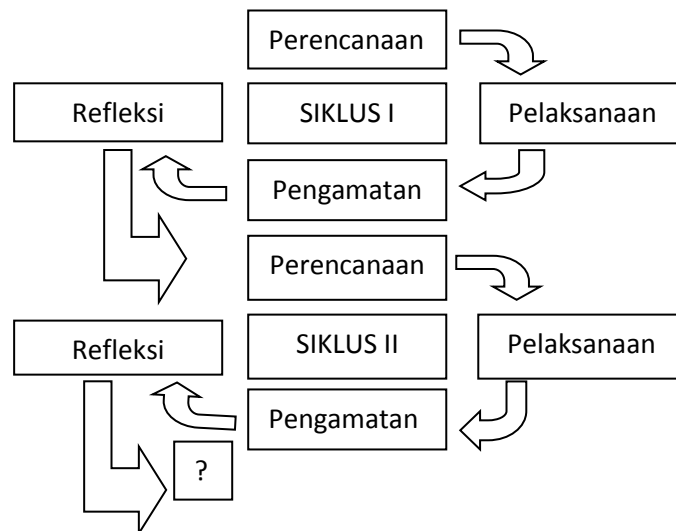 Perencanaan
Refleksi
SIKLUS I
Pelaksanaan
Pengamatan
Perencanaan
Refleksi
SIKLUS II
Pelaksanaan
Pengamatan
?